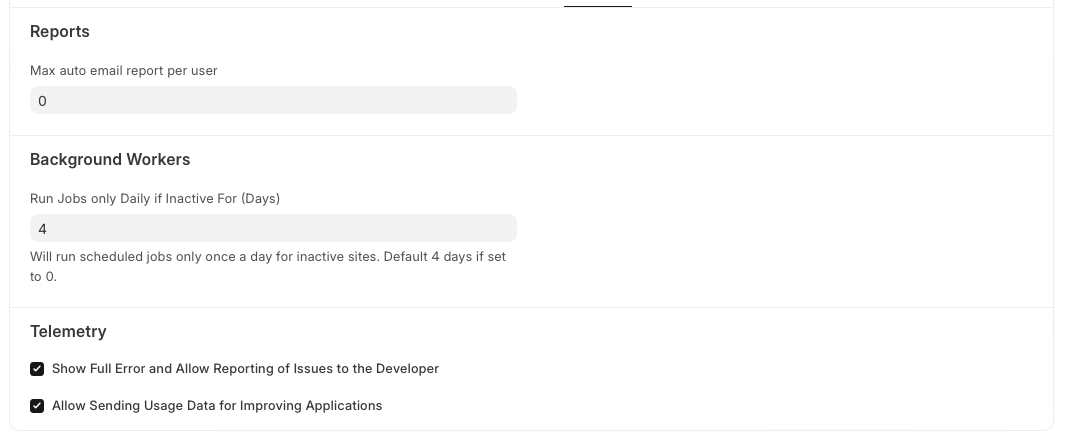 Reports
Max auto email report per user
0
Background Workers
Run Jobs only Daily if Inactive For (Days)
4
Will run scheduled jobs only once a day for inactive sites. Default 4 days if set
to 0.
Telemetry
Show Full Error and Allow Reporting of Issues to the Developer
Allow Sending Usage Data for Improving Applications